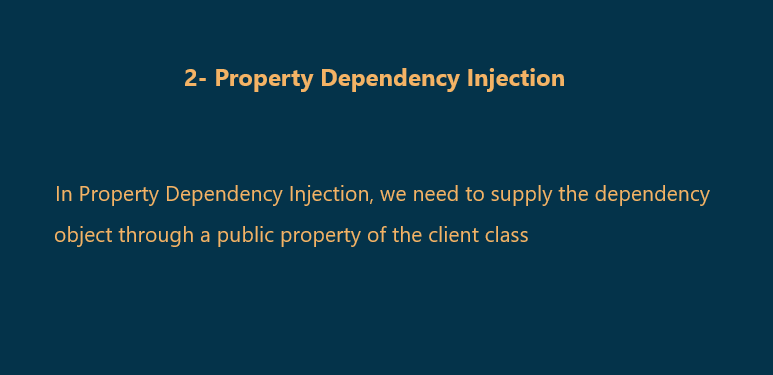 2- Property Dependency Injection
In Property Dependency Injection, we need to supply the dependency
object through a public property of the client class